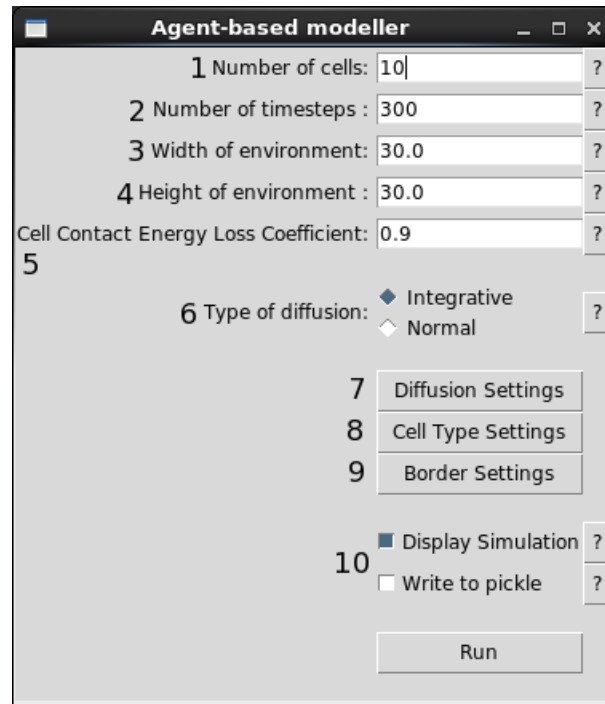 Agent-based modeller
1 Number of cells: 10 ?
2 Number of timesteps : 300 ?
3 Width of environment: 30.0 ?
4 Height of environment : 30.0 ?
Cell Contact Energy Loss Coefficient: 0.9 ?
5
6 Type of diffusion: Integrative ?
Normal
7 Diffusion Settings
8 Cell Type Settings
9 Border Settings
10 Display Simulation ?
Write to pickle ?
Run